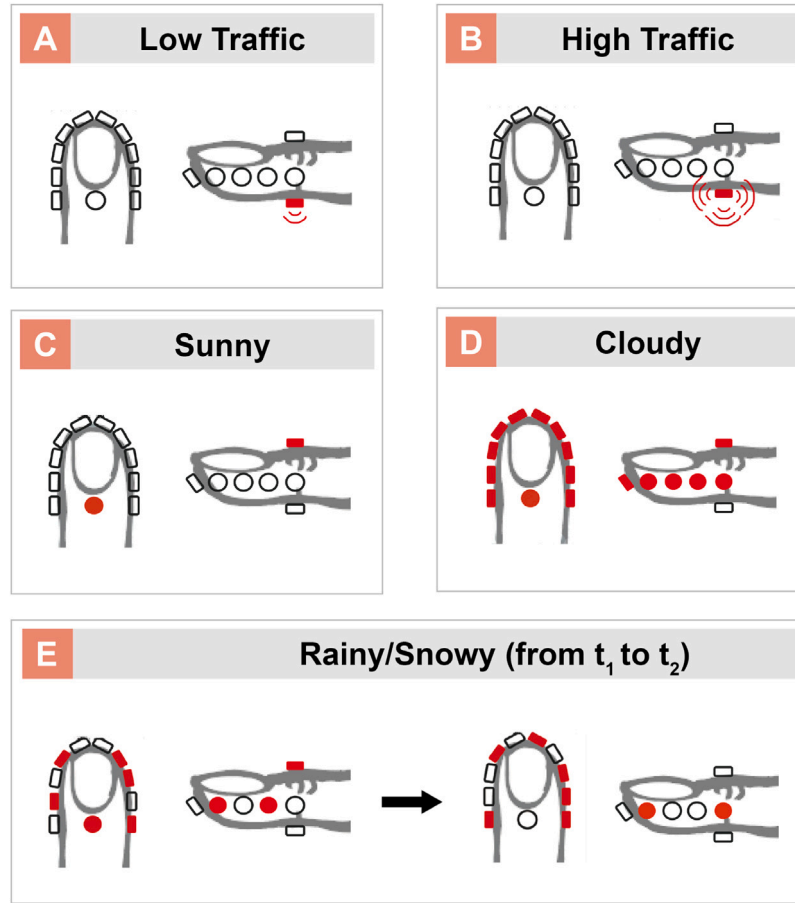 A Low Traffic
B High Traffic
C Sunny
D Cloudy
E Rainy/Snowy (from t₁ to t₂)